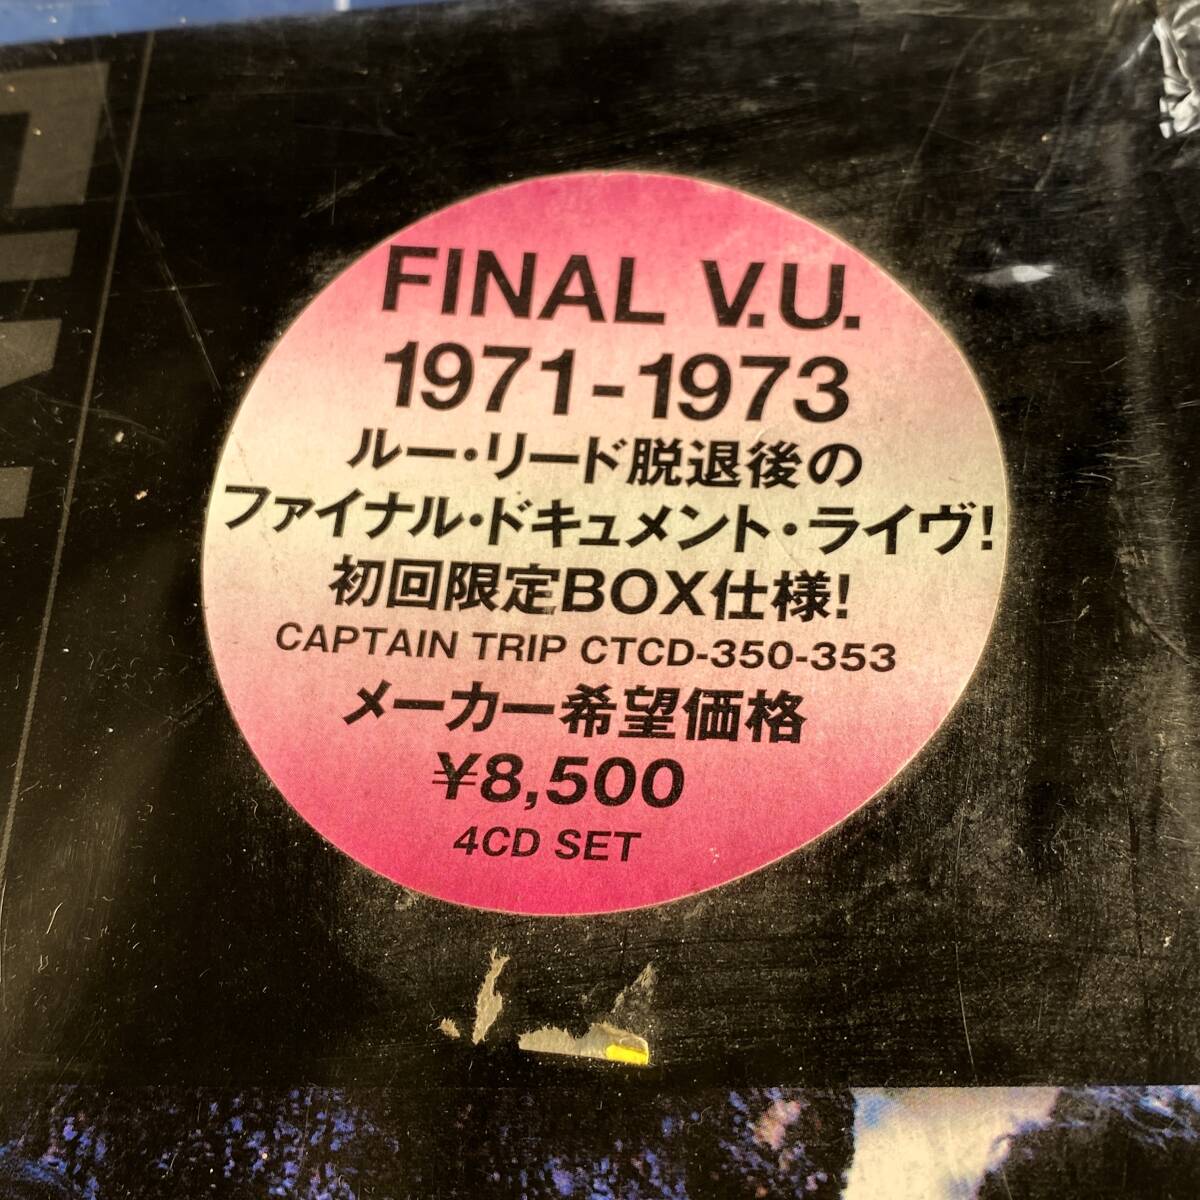 FINAL V.U.
1971-1973
ルー・リード脱退後の
ファイナル・ドキュメント・ライヴ!
初回限定BOX仕様!
CAPTAIN TRIP CTCD-350-353
メーカー希望価格
¥8,500
4CD SET